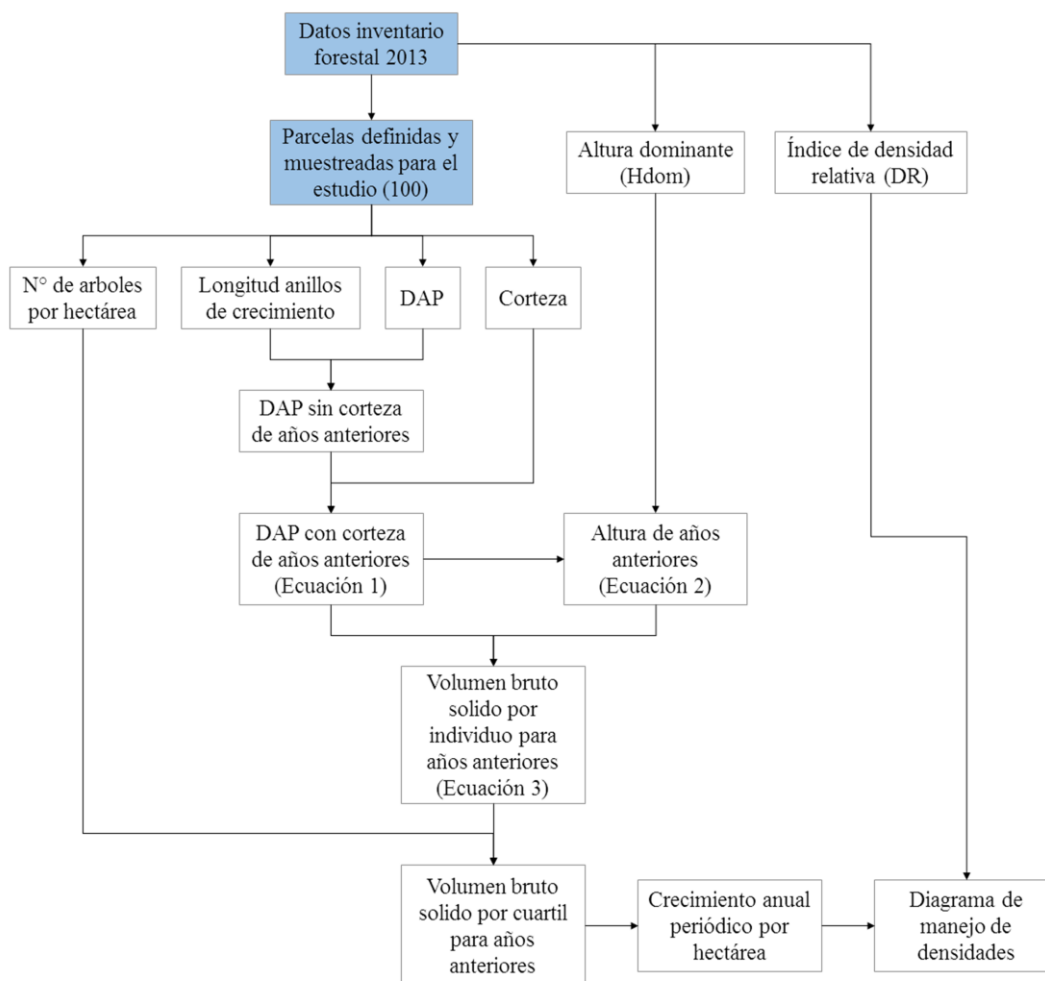 Datos inventario
forestal 2013
Parcelas definidas y
muestreadas para el
estudio (100)
Altura dominante
(Hdom)
Índice de densidad
relativa (DR)
N° de arboles
por hectárea
Longitud anillos
de crecimiento
DAP
Corteza
DAP sin corteza
de años anteriores
DAP con corteza
de años anteriores
(Ecuación 1)
Altura de años
anteriores
(Ecuación 2)
Volumen bruto
solido por
individuo para
años anteriores
(Ecuación 3)
Volumen bruto
solido por cuartil
para años
anteriores
Crecimiento anual
periódico por
hectárea
Diagrama de
manejo de
densidades